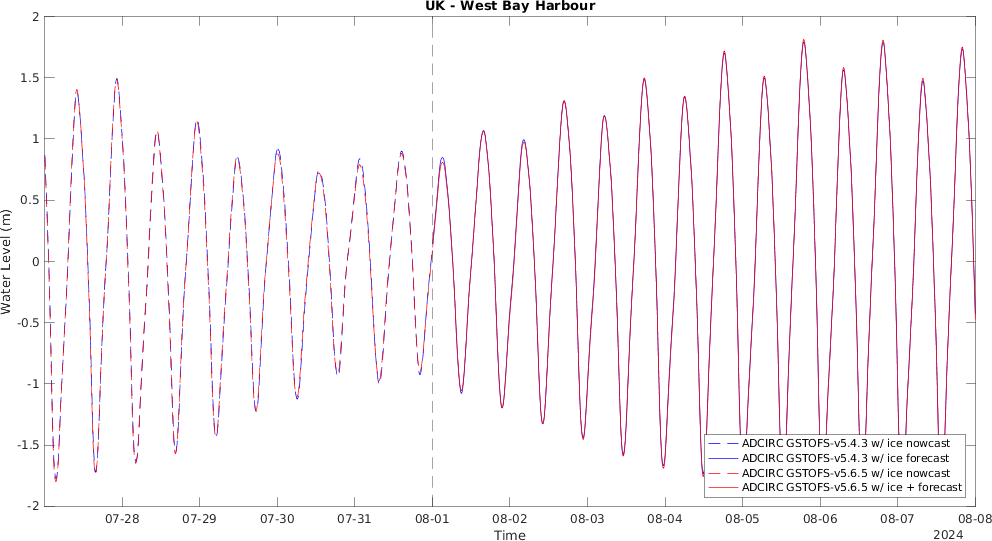 UK - West Bay Harbour
2
1.5
1
0.5
0
-0.5
-1
-1.5
-2
Water Level (m)
ADCIRC GSTOFS-v5.4.3 w/ ice nowcast
ADCIRC GSTOFS-v5.4.3 w/ ice forecast
ADCIRC GSTOFS-v5.6.5 w/ ice nowcast
ADCIRC GSTOFS-v5.6.5 w/ ice + forecast
07-28 07-29 07-30 07-31 08-01 08-02 08-03 08-04 08-05 08-06 08-07 08-08
Time
2024